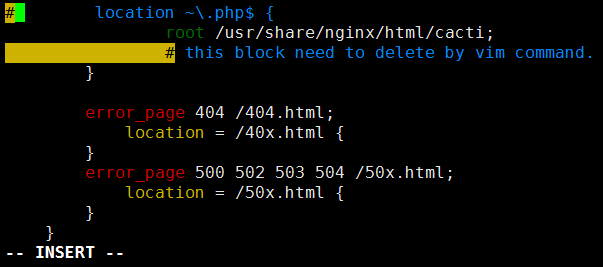 #        location ~\.php$ {
                root /usr/share/nginx/html/cacti;
                # this block need to delete by vim command.
        }
        error_page 404 /404.html;
            location = /40x.html {
        }
        error_page 500 502 503 504 /50x.html;
            location = /50x.html {
        }
    }
-- INSERT --